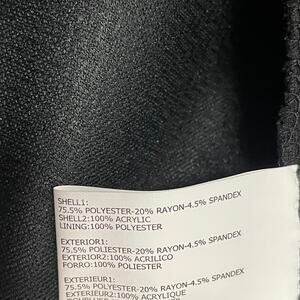 SHELL1:
75.5% POLYESTER-20% RAYON-4.5% SPANDEX
SHELL2:100% ACRYLIC
LINING:100% POLYESTER
EXTERIOR1:
75.5% POLIESTER-20% RAYON-4.5% SPANDEX
EXTERIOR2:100% ACRILICO
FORRO:100% POLIESTER
EXTERIEUR1:
75.5% POLYESTER-20% RAYON-4.5% SPANDEX
EXTERIEUR2:100% ACRYLIQUE